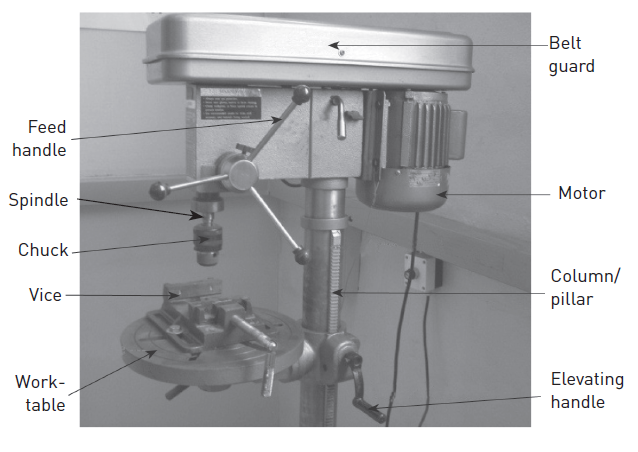 Belt
guard
Feed
handle
Spindle
Motor
Chuck
Column/
pillar
Vice
Work-
table
Elevating
handle